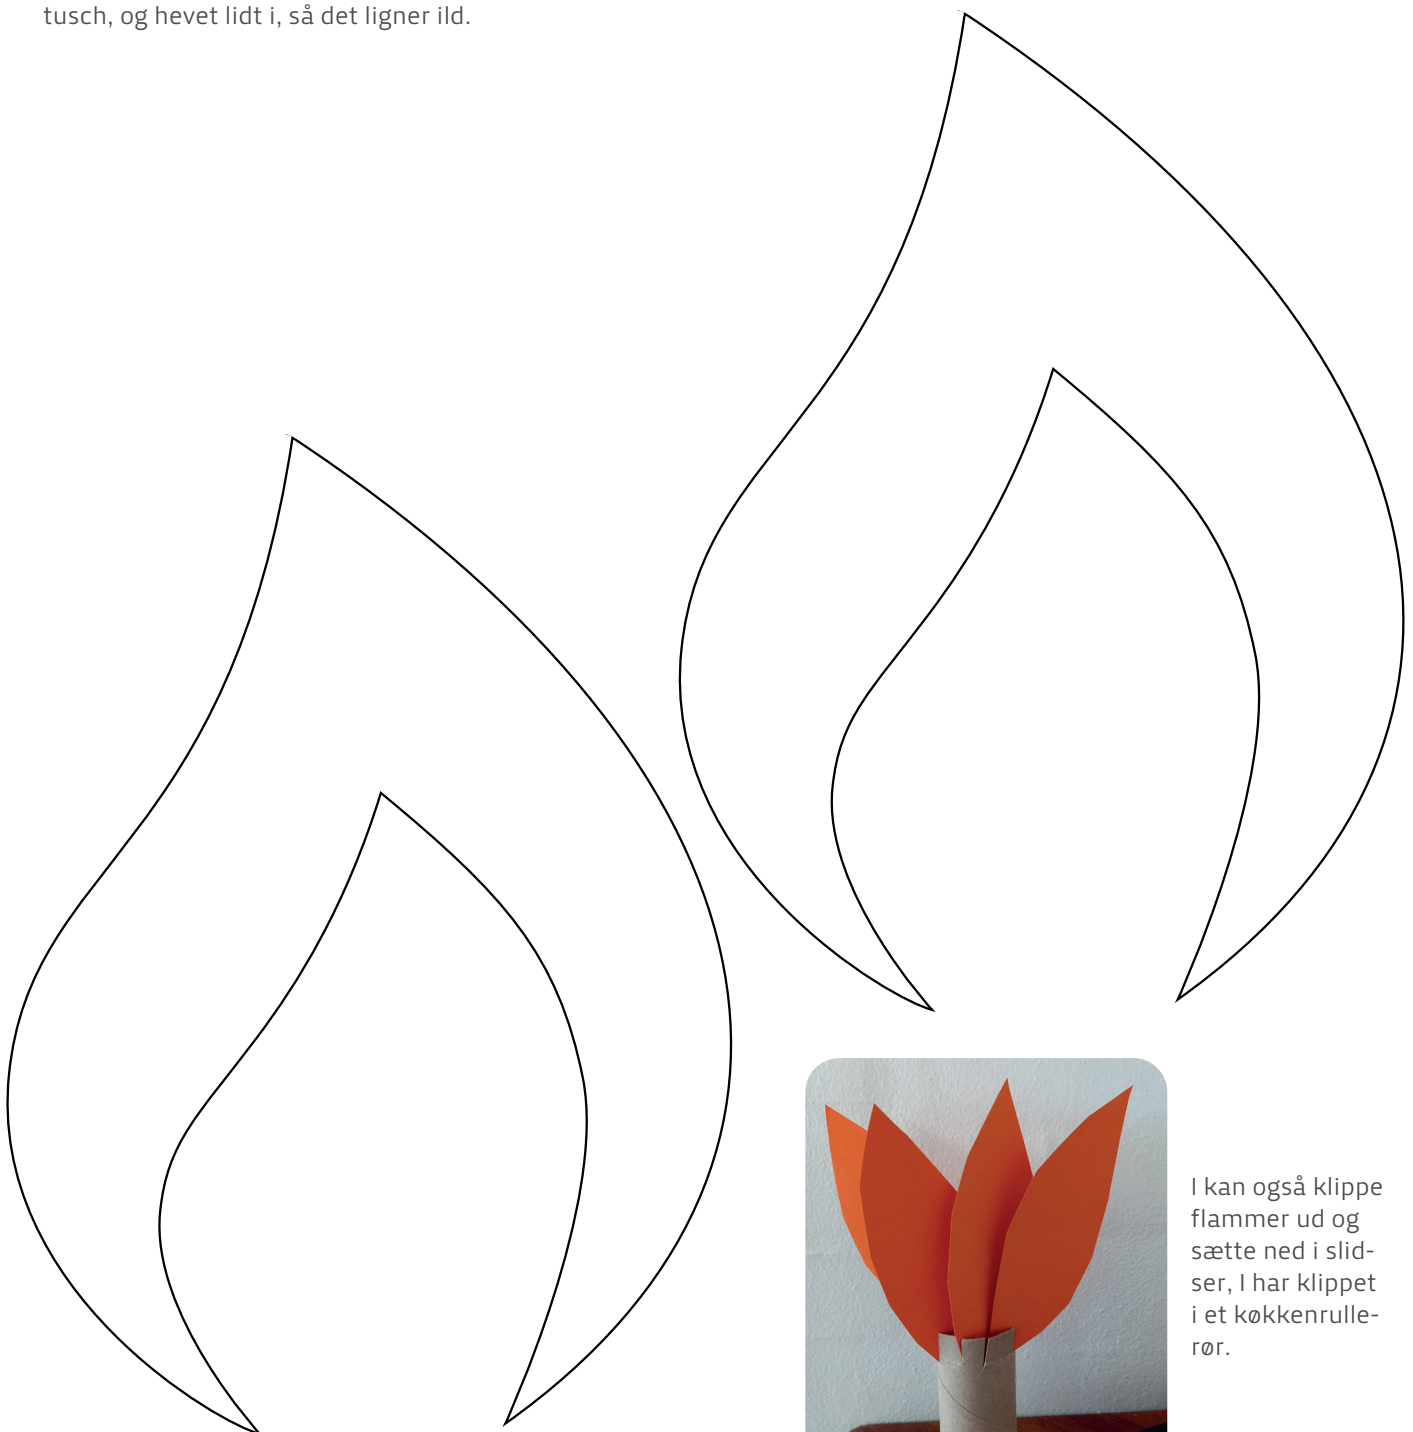 tusch, og hevet lidt i, så det ligner ild.
I kan også klippe
flammer ud og
sætte ned i slid-
ser, I har klippet
i et køkkenrulle-
rør.